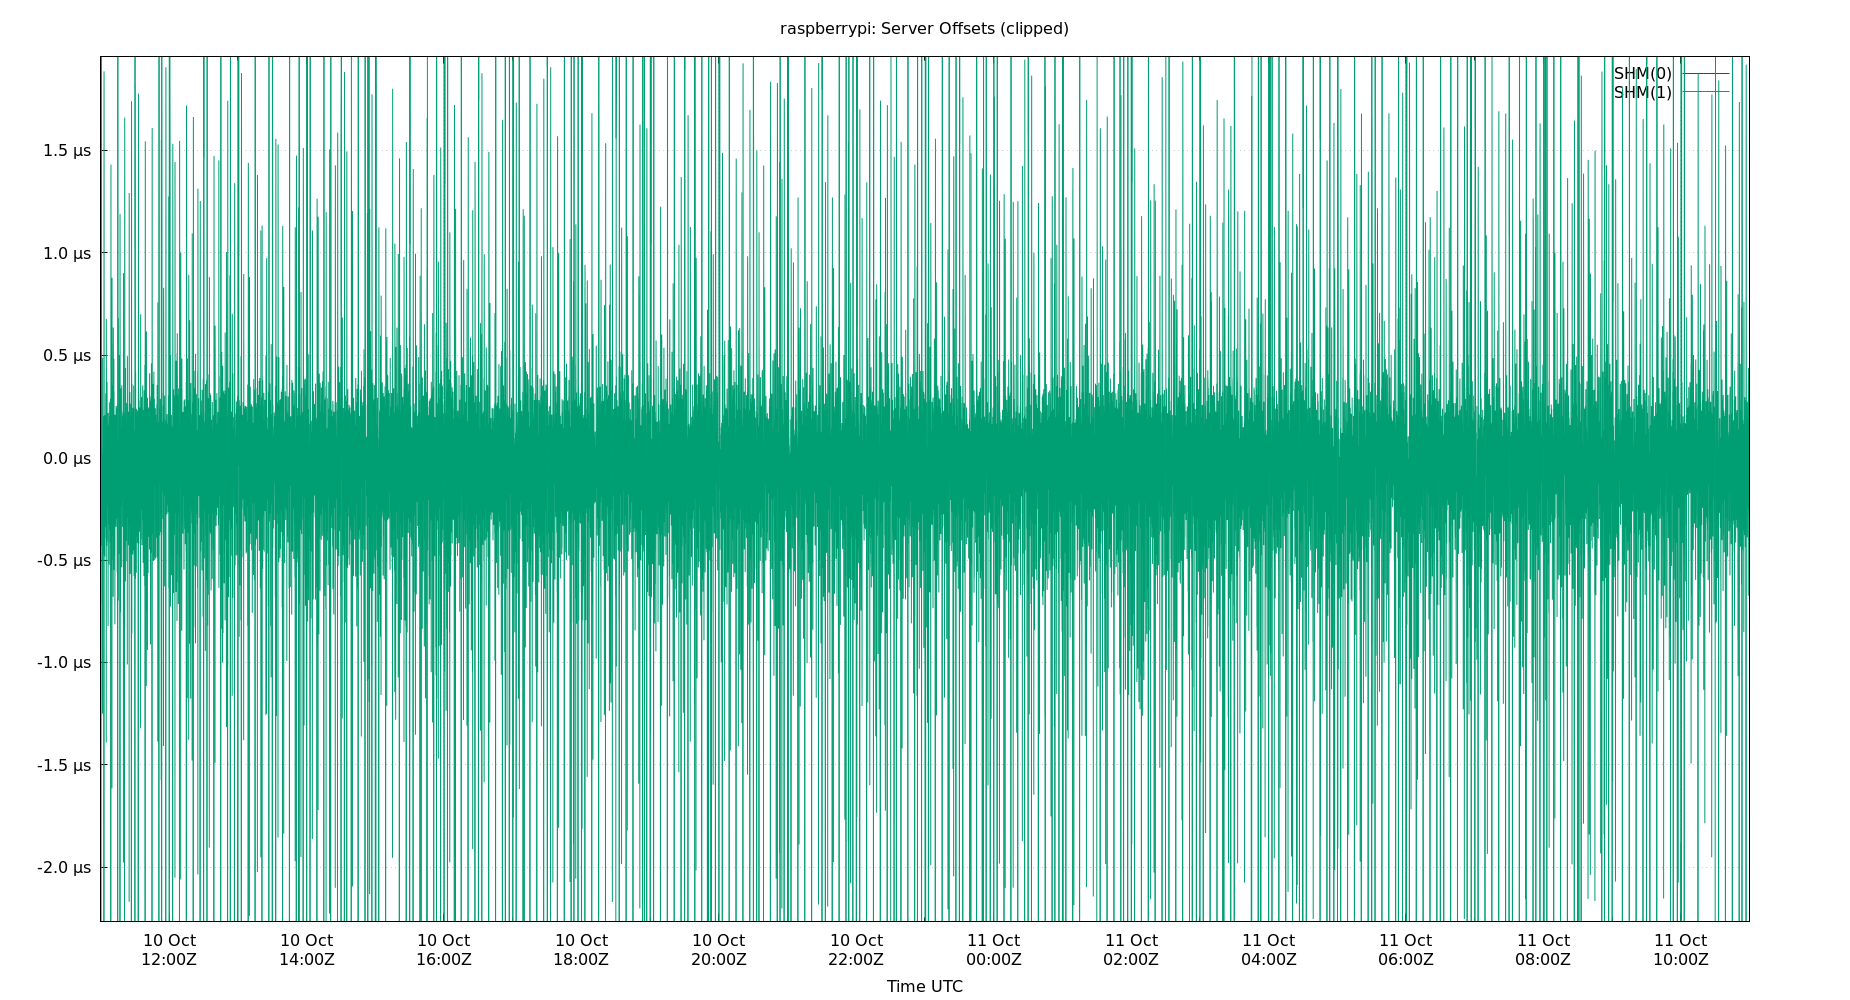 raspberrypi: Server Offsets (clipped)
SHM(0)
SHM(1)
1.5 µs
1.0 µs
0.5 µs
0.0 µs
-0.5 µs
-1.0 µs
-1.5 µs
-2.0 µs
10 Oct 10 Oct 10 Oct 10 Oct 10 Oct 10 Oct 11 Oct 11 Oct 11 Oct 11 Oct 11 Oct 11 Oct
12:00Z 14:00Z 16:00Z 18:00Z 20:00Z 22:00Z 00:00Z 02:00Z 04:00Z 06:00Z 08:00Z 10:00Z
Time UTC